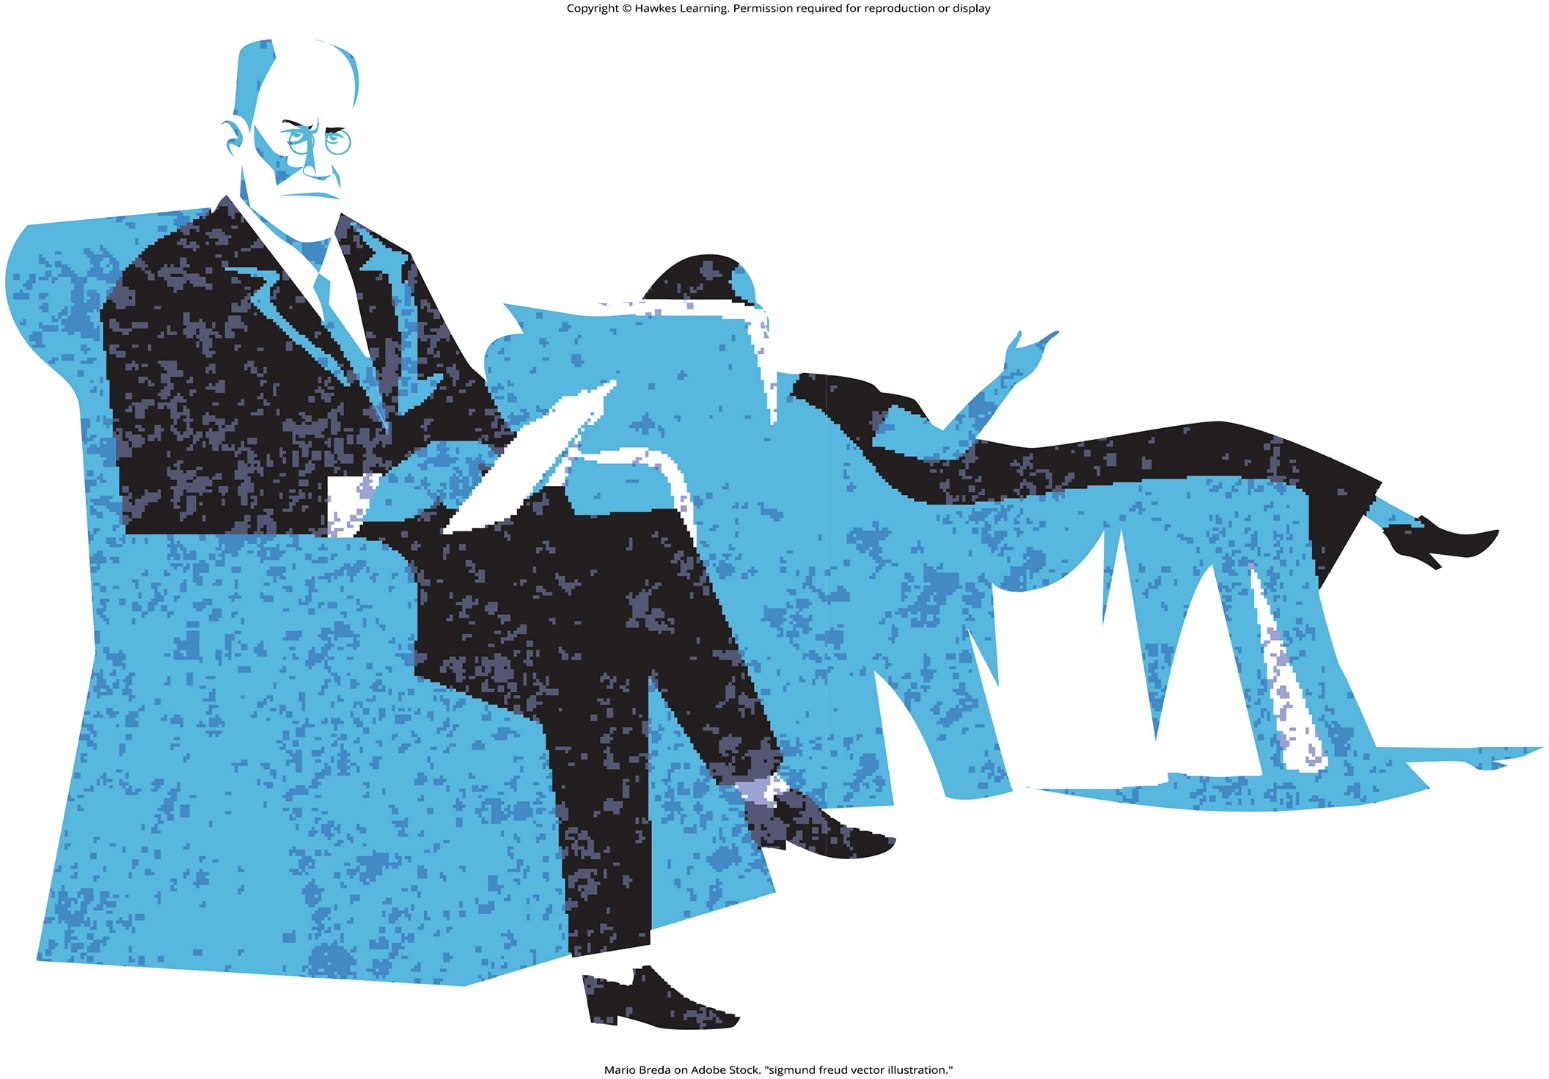 Copyright © Hawkes Learning. Permission required for reproduction or display
Mario Breda on Adobe Stock. "sigmund freud vector illustration."